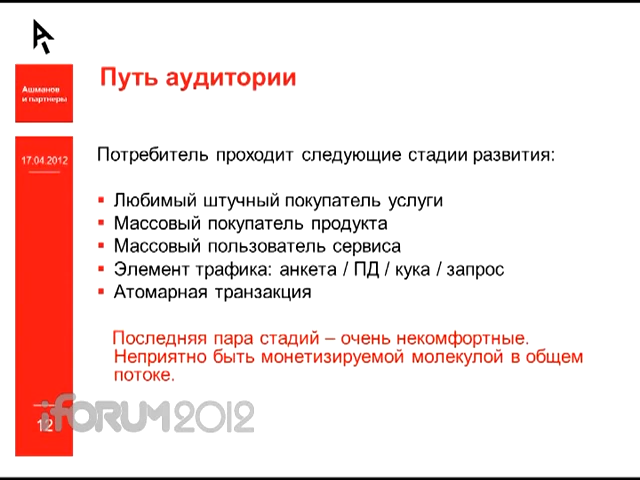 Путь аудитории
Ашманов
и партнеры
17.04.2012
Потребитель проходит следующие стадии развития:
Любимый штучный покупатель услуги
Массовый покупатель продукта
Массовый пользователь сервиса
Элемент трафика: анкета / ПД / кука / запрос
Атомарная транзакция
Последняя пара стадий – очень некомфортные.
Неприятно быть монетизируемой молекулой в общем
потоке.
12
iFORUM2012